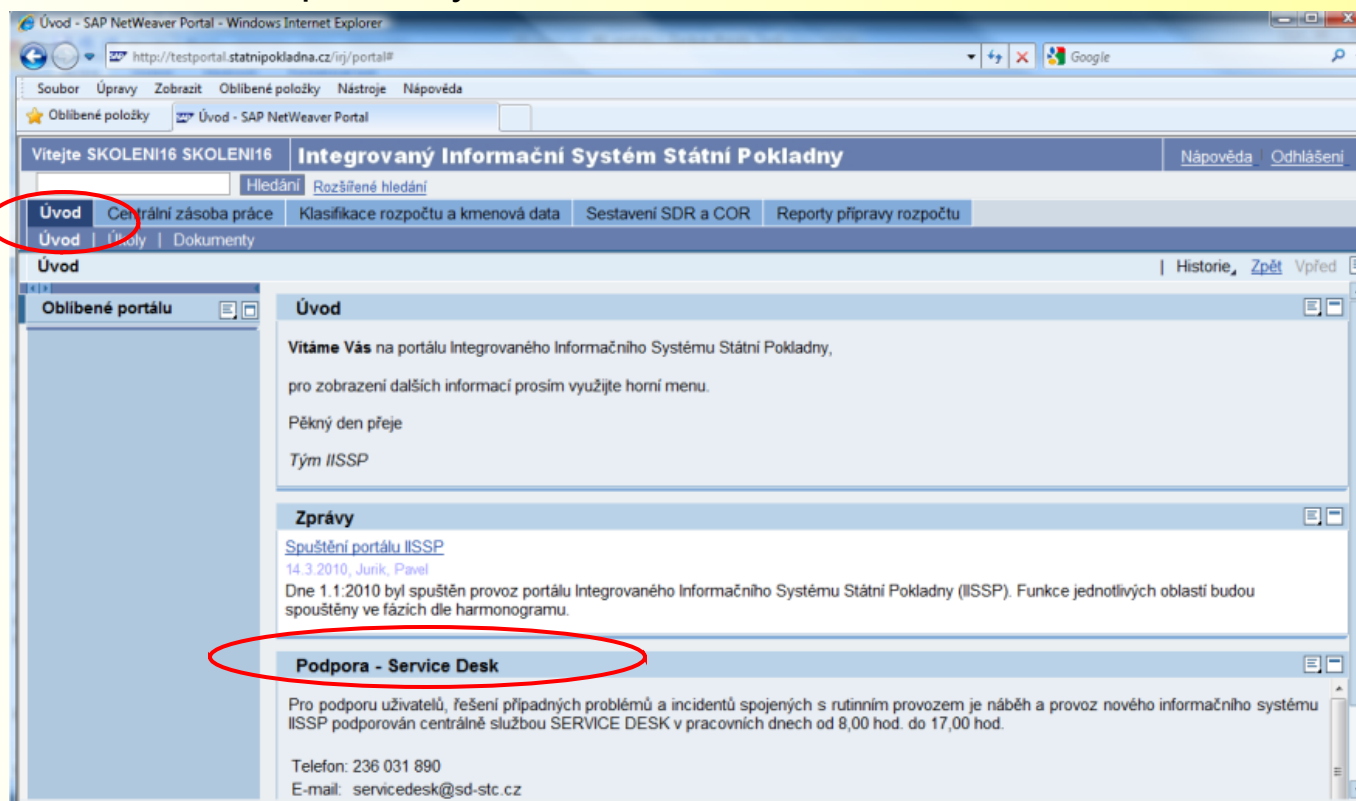 Úvod - SAP NetWeaver Portal - Windows Internet Explorer
http://testportal.statnipokladna.cz/irj/portal#
Google
Soubor Úpravy Zobrazit Oblíbené položky Nástroje Nápověda
Oblíbené položky Úvod - SAP NetWeaver Portal
Vítejte SKOLENI16 SKOLENI16 Integrovaný Informační Systém Státní Pokladny Nápověda Odhlášení
Hledání Rozšířené hledání
Úvod Centrální zásoba práce Klasifikace rozpočtu a kmenová data Sestavení SDR a COR Reporty přípravy rozpočtu
Úvod | Úkoly | Dokumenty
Úvod | Historie Zpět Vpřed
Oblíbené portálu
Úvod
Vítáme Vás na portálu Integrovaného Informačního Systému Státní Pokladny,
pro zobrazení dalších informací prosím využijte horní menu.
Pěkný den přeje
Tým IISSP
Zprávy
Spuštění portálu IISSP
14.3.2010, Jurik, Pavel
Dne 1.1:2010 byl spuštěn provoz portálu Integrovaného Informačního Systému Státní Pokladny (IISSP). Funkce jednotlivých oblastí budou
spouštěny ve fázích dle harmonogramu.
Podpora - Service Desk
Pro podporu uživatelů, řešení případných problémů a incidentů spojených s rutinním provozem je náběh a provoz nového informačního systému
IISSP podporován centrálně službou SERVICE DESK v pracovních dnech od 8,00 hod. do 17,00 hod.
Telefon: 236 031 890
E-mail: servicedesk@sd-stc.cz